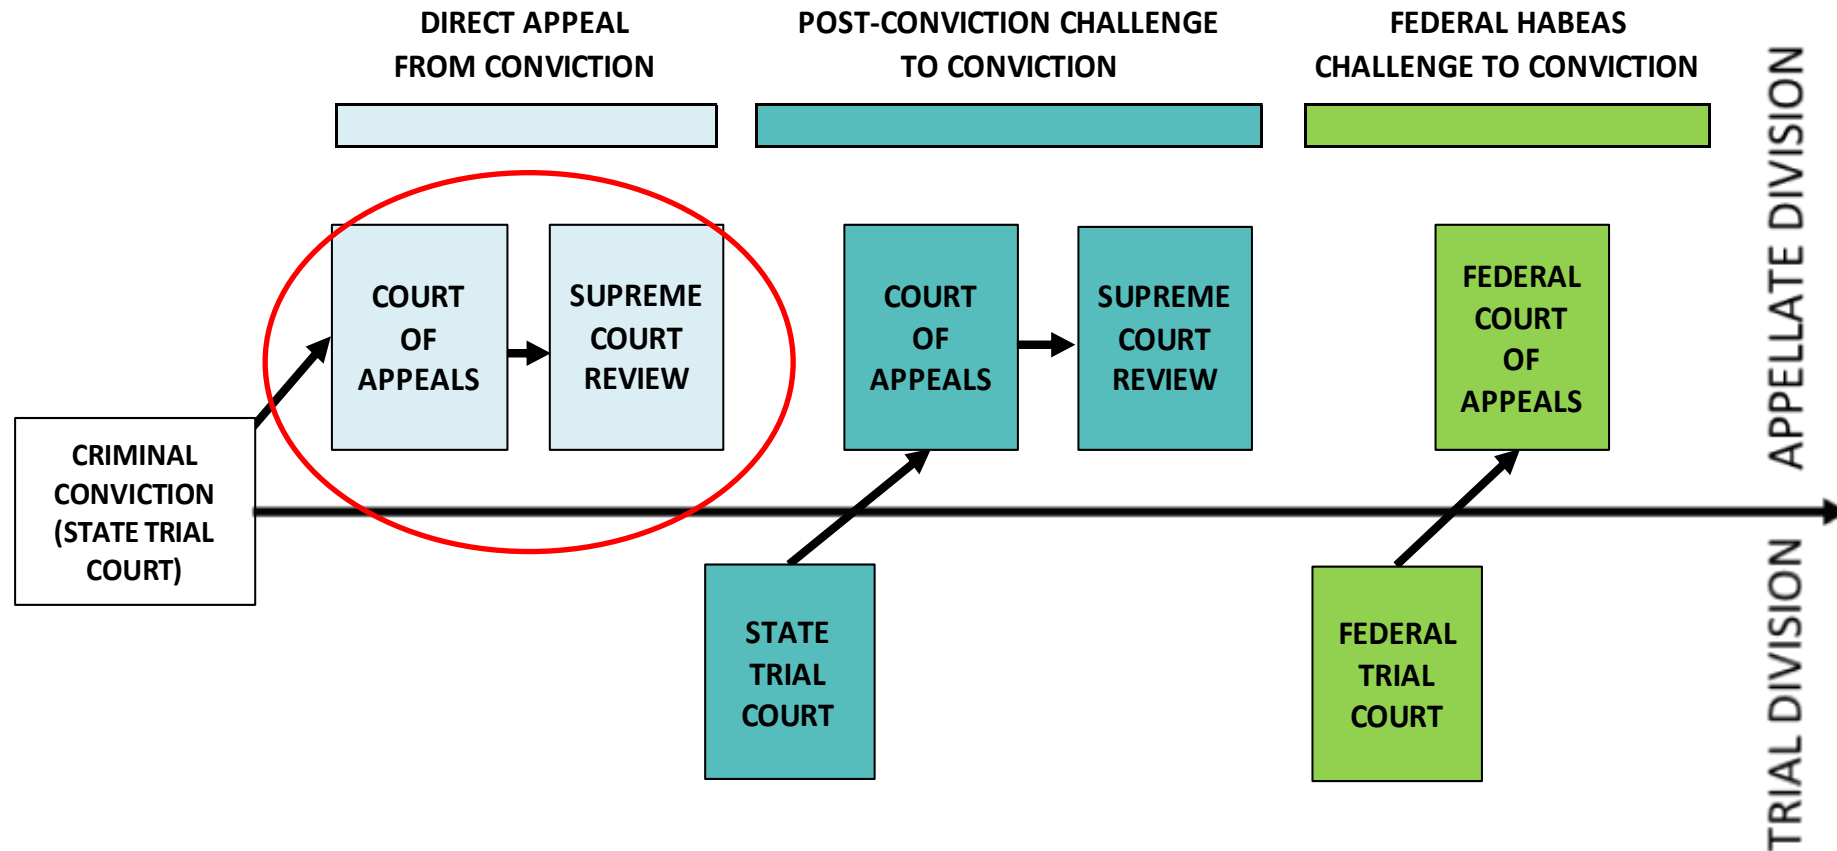 DIRECT APPEAL
FROM CONVICTION
POST-CONVICTION CHALLENGE
TO CONVICTION
FEDERAL HABEAS
CHALLENGE TO CONVICTION
COURT
OF
APPEALS
SUPREME
COURT
REVIEW
COURT
OF
APPEALS
SUPREME
COURT
REVIEW
FEDERAL
COURT
OF
APPEALS
APPELLATE DIVISION
CRIMINAL
CONVICTION
(STATE TRIAL
COURT)
STATE
TRIAL
COURT
FEDERAL
TRIAL
COURT
TRIAL DIVISION